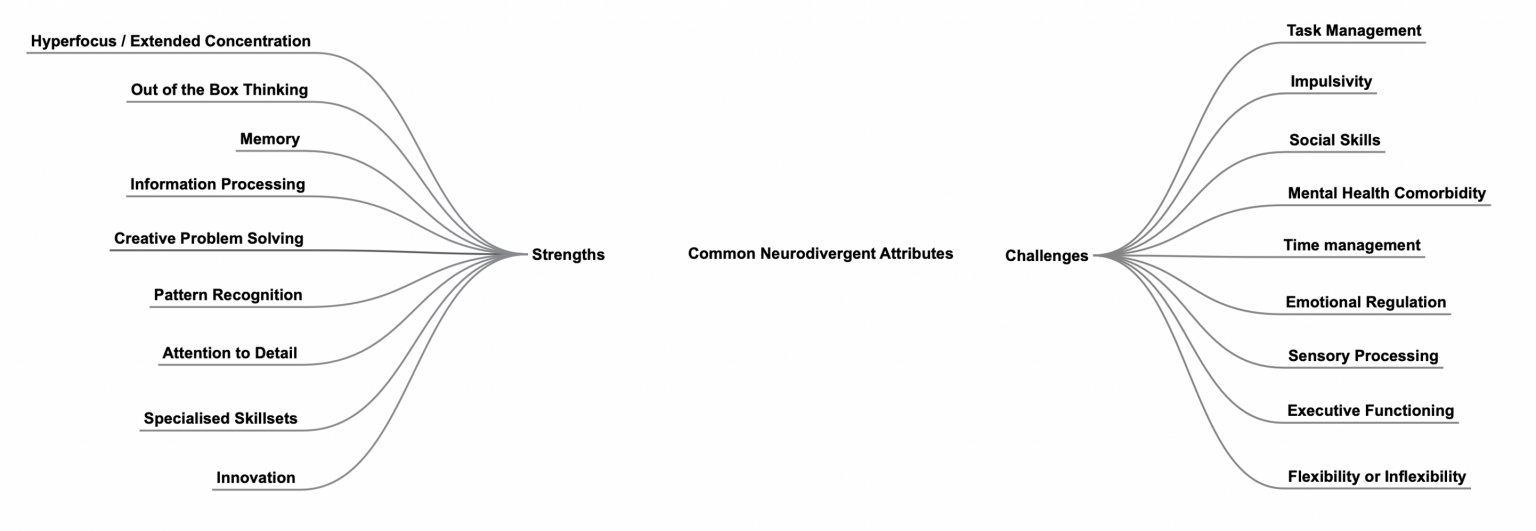 Hyperfocus / Extended Concentration
Out of the Box Thinking
Memory
Information Processing
Creative Problem Solving
Pattern Recognition
Attention to Detail
Specialised Skillsets
Innovation
Strengths
Common Neurodivergent Attributes
Challenges
Task Management
Impulsivity
Social Skills
Mental Health Comorbidity
Time management
Emotional Regulation
Sensory Processing
Executive Functioning
Flexibility or Inflexibility